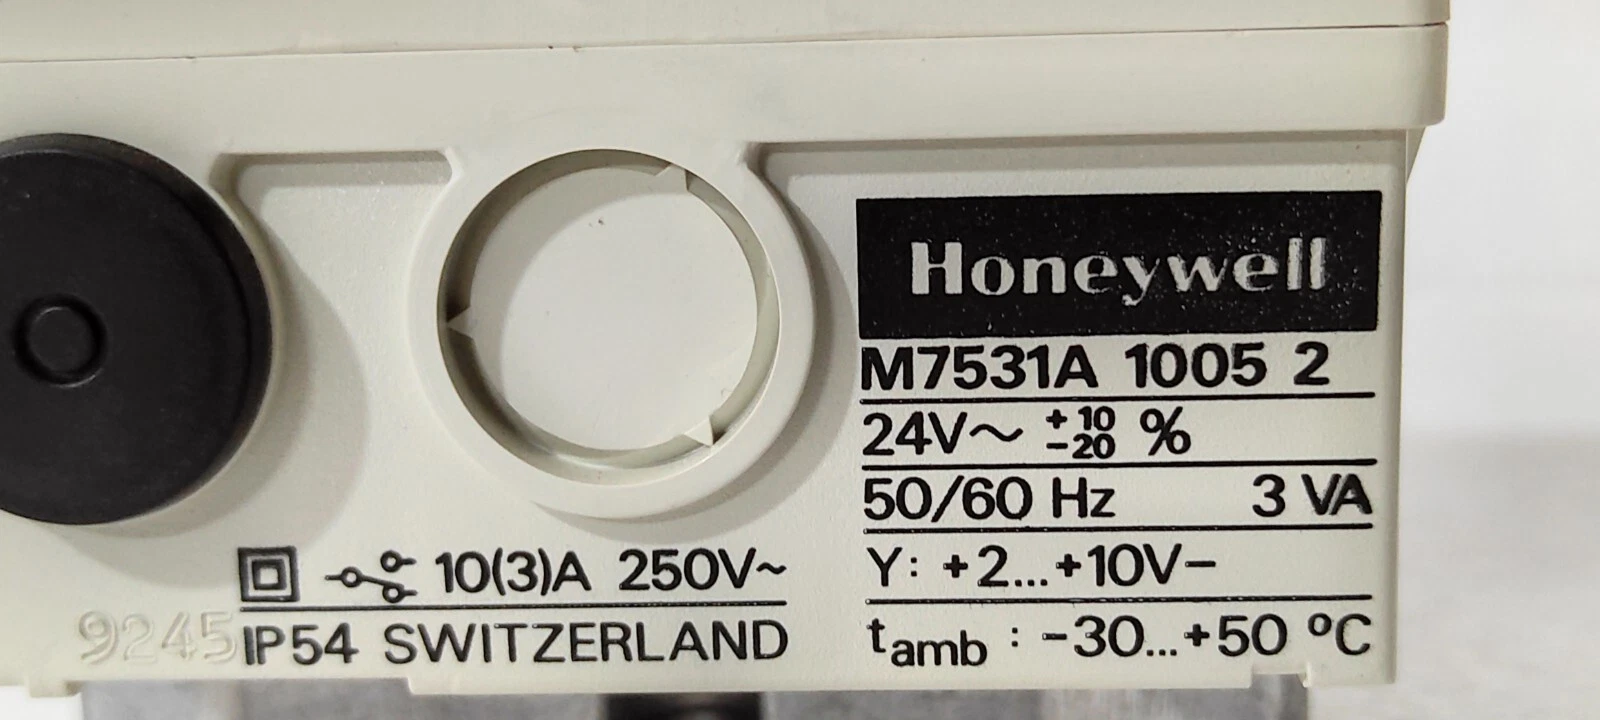 Honeywell
M7531A 1005 2
24V~ +10 -20 %
50/60 Hz 3 VA
Y: +2...+10V−
tamb : -30...+50 °C
10(3)A 250V~
9245
IP54 SWITZERLAND